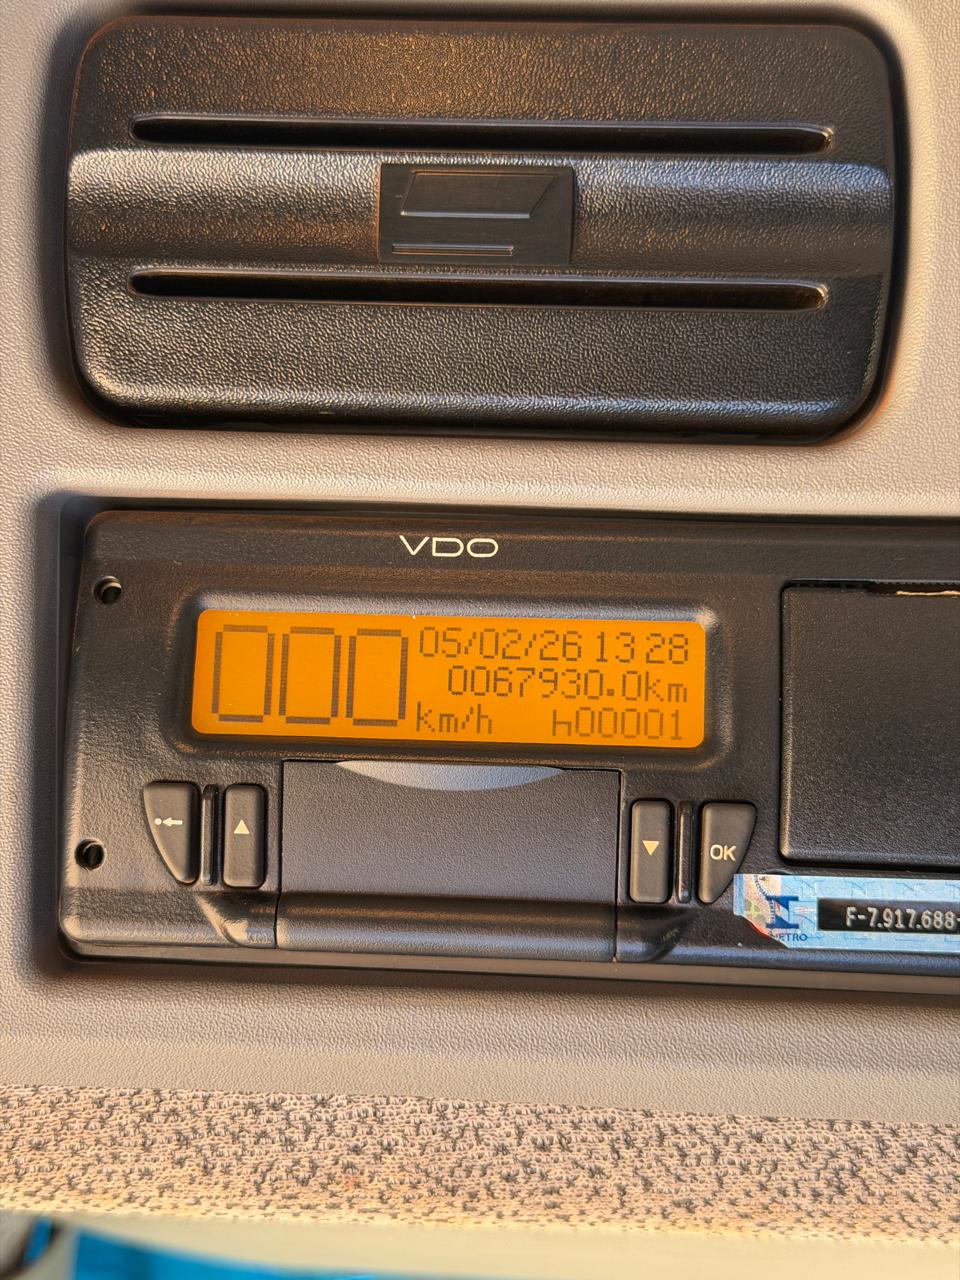 VDO
000 05/02/26 13 28
0067930.0km
km/h h00001
OK
F-7.917.688-